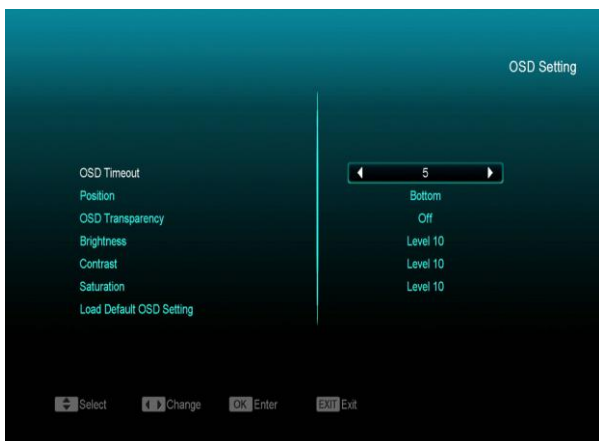 OSD Setting
OSD Timeout 5
Position Bottom
OSD Transparency Off
Brightness Level 10
Contrast Level 10
Saturation Level 10
Load Default OSD Setting
Select Change OK Enter EXIT Exit